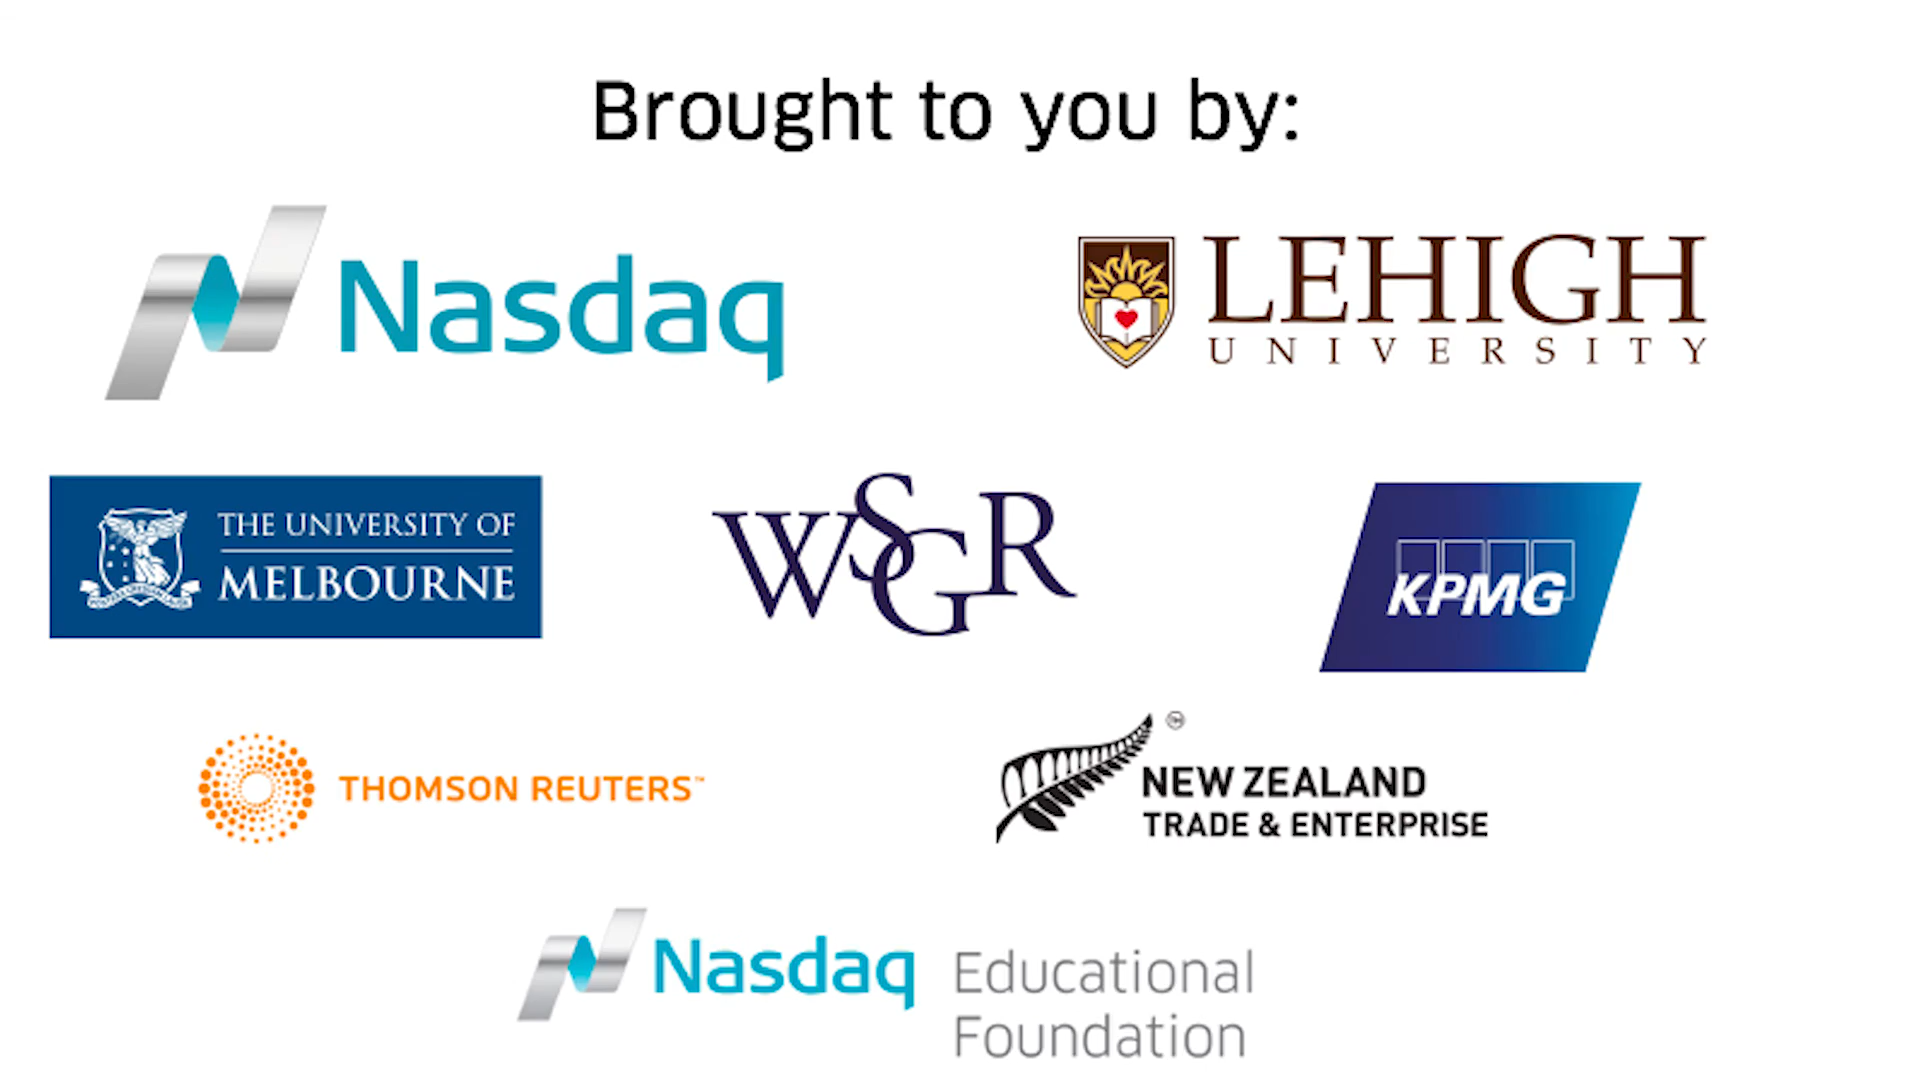 Brought to you by:
Nasdaq
LEHIGH
UNIVERSITY
THE UNIVERSITY OF
MELBOURNE
WSGR
KPMG
THOMSON REUTERS™
NEW ZEALAND
TRADE & ENTERPRISE
Nasdaq Educational
Foundation